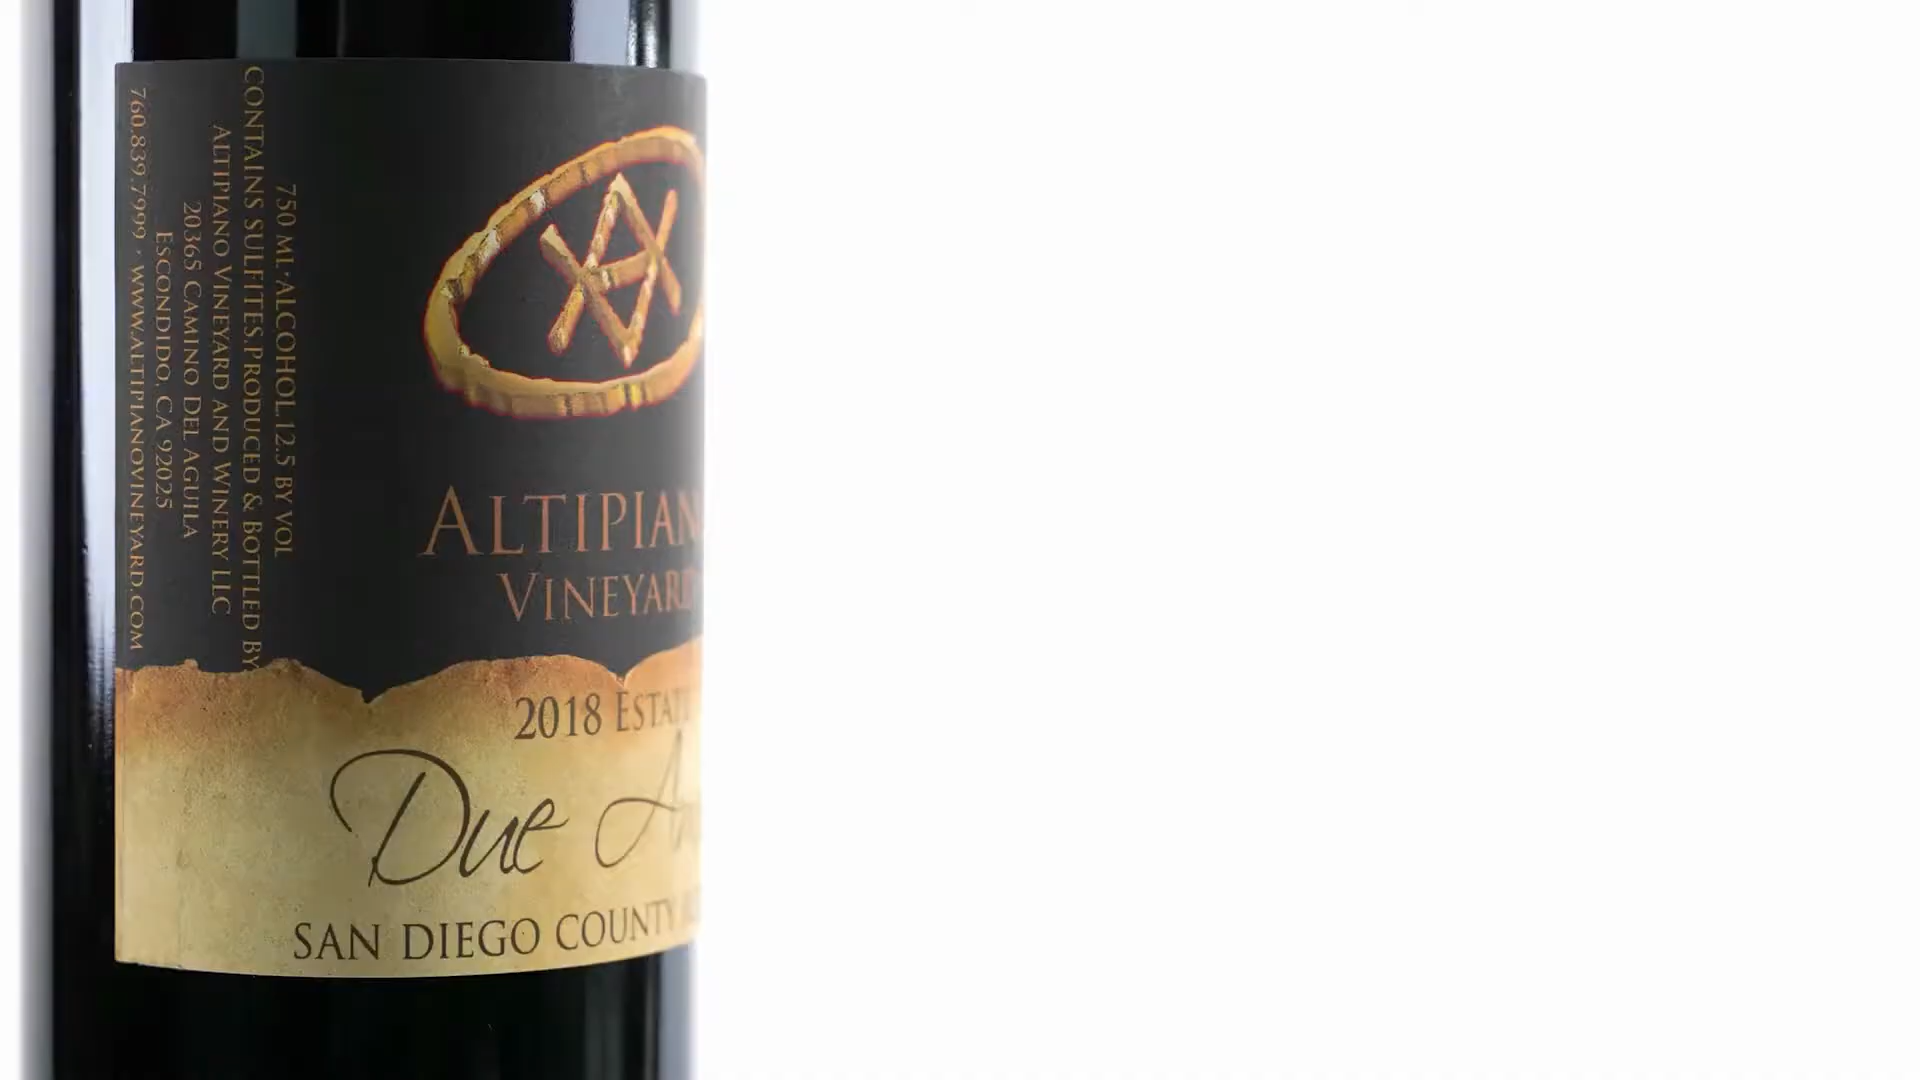 750 ML·ALCOHOL 12.5 BY VOL
CONTAINS SULFITES. PRODUCED & BOTTLED BY
ALTIPIANO VINEYARD AND WINERY LLC
20365 CAMINO DEL AGUILA
ESCONDIDO, CA 92025
760.839.7999 · WWW.ALTIPIANOVINEYARD.COM
ALTIPIAN
VINEYARD
2018 ESTATE
Due
SAN DIEGO COUNTY